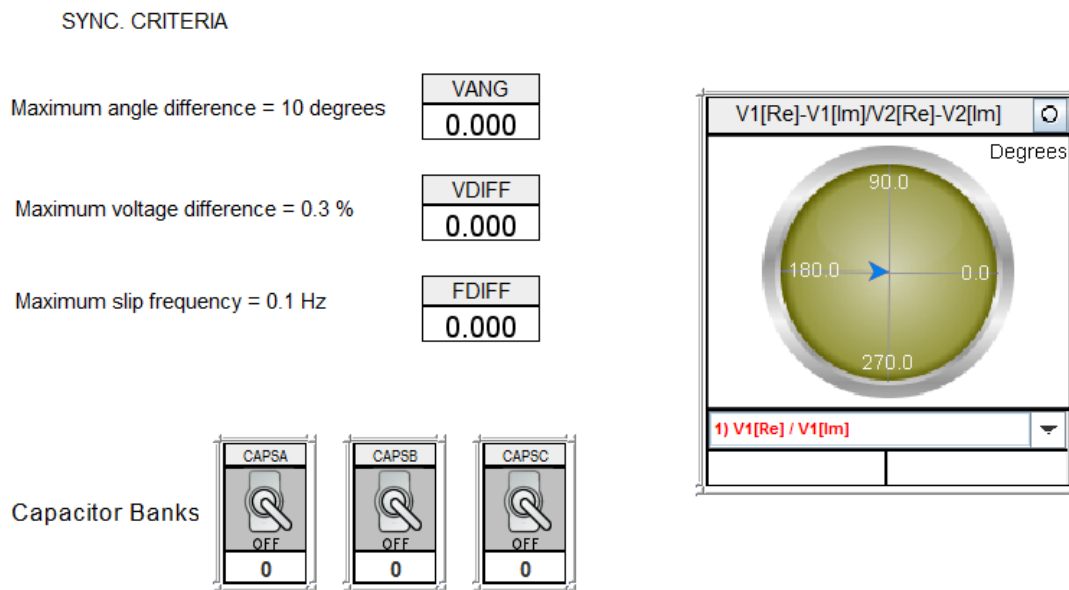 SYNC. CRITERIA
Maximum angle difference = 10 degrees
VANG
0.000
Maximum voltage difference = 0.3 %
VDIFF
0.000
Maximum slip frequency = 0.1 Hz
FDIFF
0.000
V1[Re]-V1[Im]/V2[Re]-V2[Im]
Degrees
90.0
180.0
0.0
270.0
1) V1[Re] / V1[Im]
Capacitor Banks
CAPSA
OFF
0
CAPSB
OFF
0
CAPSC
OFF
0